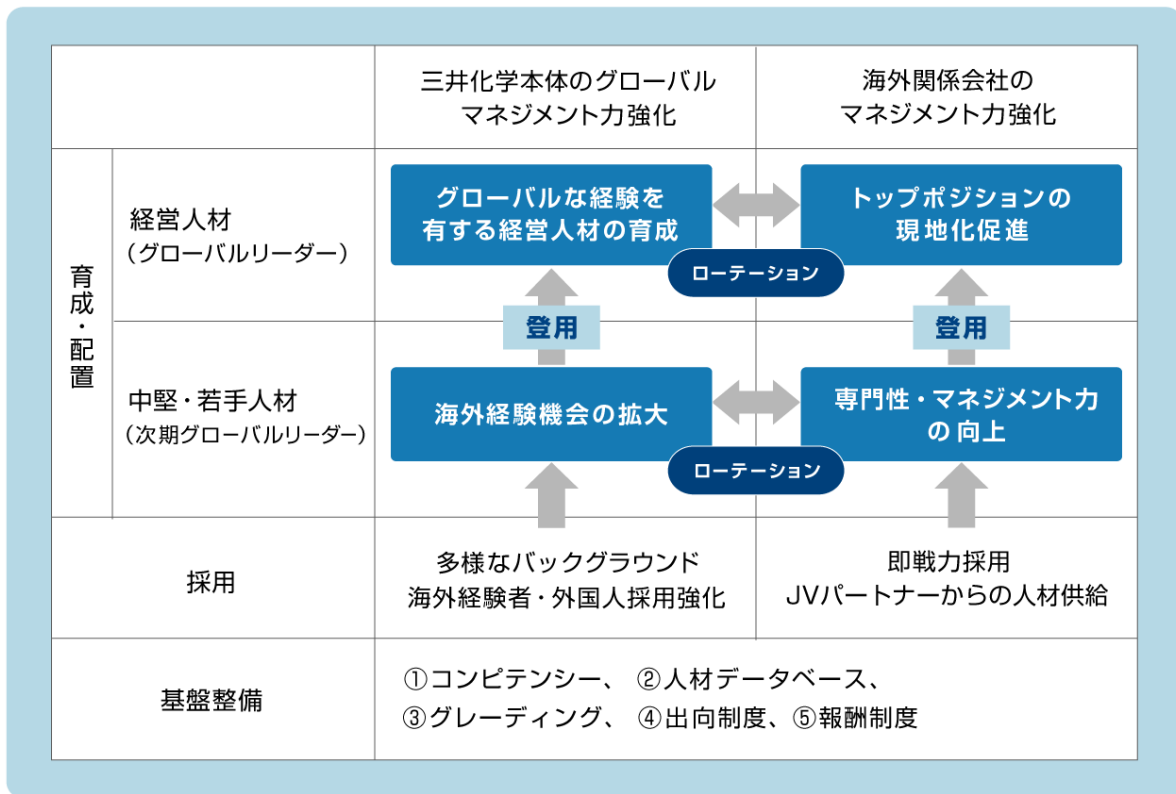 三井化学本体のグローバル
マネジメント力強化
海外関係会社の
マネジメント力強化
育成・配置
経営人材
（グローバルリーダー）
グローバルな経験を
有する経営人材の育成
トップポジションの
現地化促進
ローテーション
登用
登用
中堅・若手人材
（次期グローバルリーダー）
海外経験機会の拡大
専門性・マネジメント力
の向上
ローテーション
採用
多様なバックグラウンド
海外経験者・外国人採用強化
即戦力採用
JVパートナーからの人材供給
基盤整備
①コンピテンシー、 ②人材データベース、
③グレーディング、 ④出向制度、⑤報酬制度